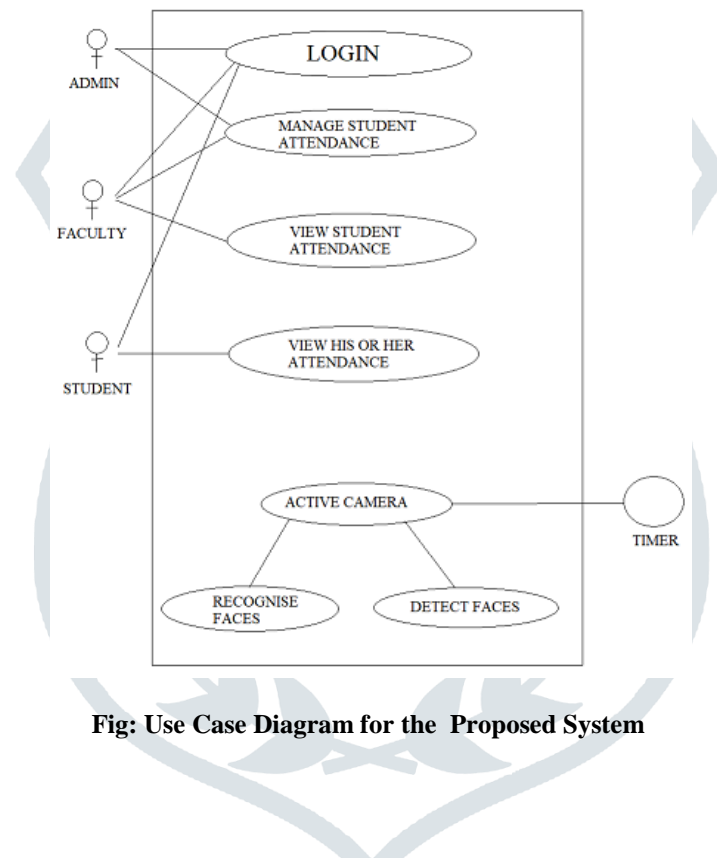 LOGIN
ADMIN
MANAGE STUDENT
ATTENDANCE
VIEW STUDENT
ATTENDANCE
FACULTY
VIEW HIS OR HER
ATTENDANCE
STUDENT
ACTIVE CAMERA
TIMER
RECOGNISE
FACES
DETECT FACES
Fig: Use Case Diagram for the Proposed System